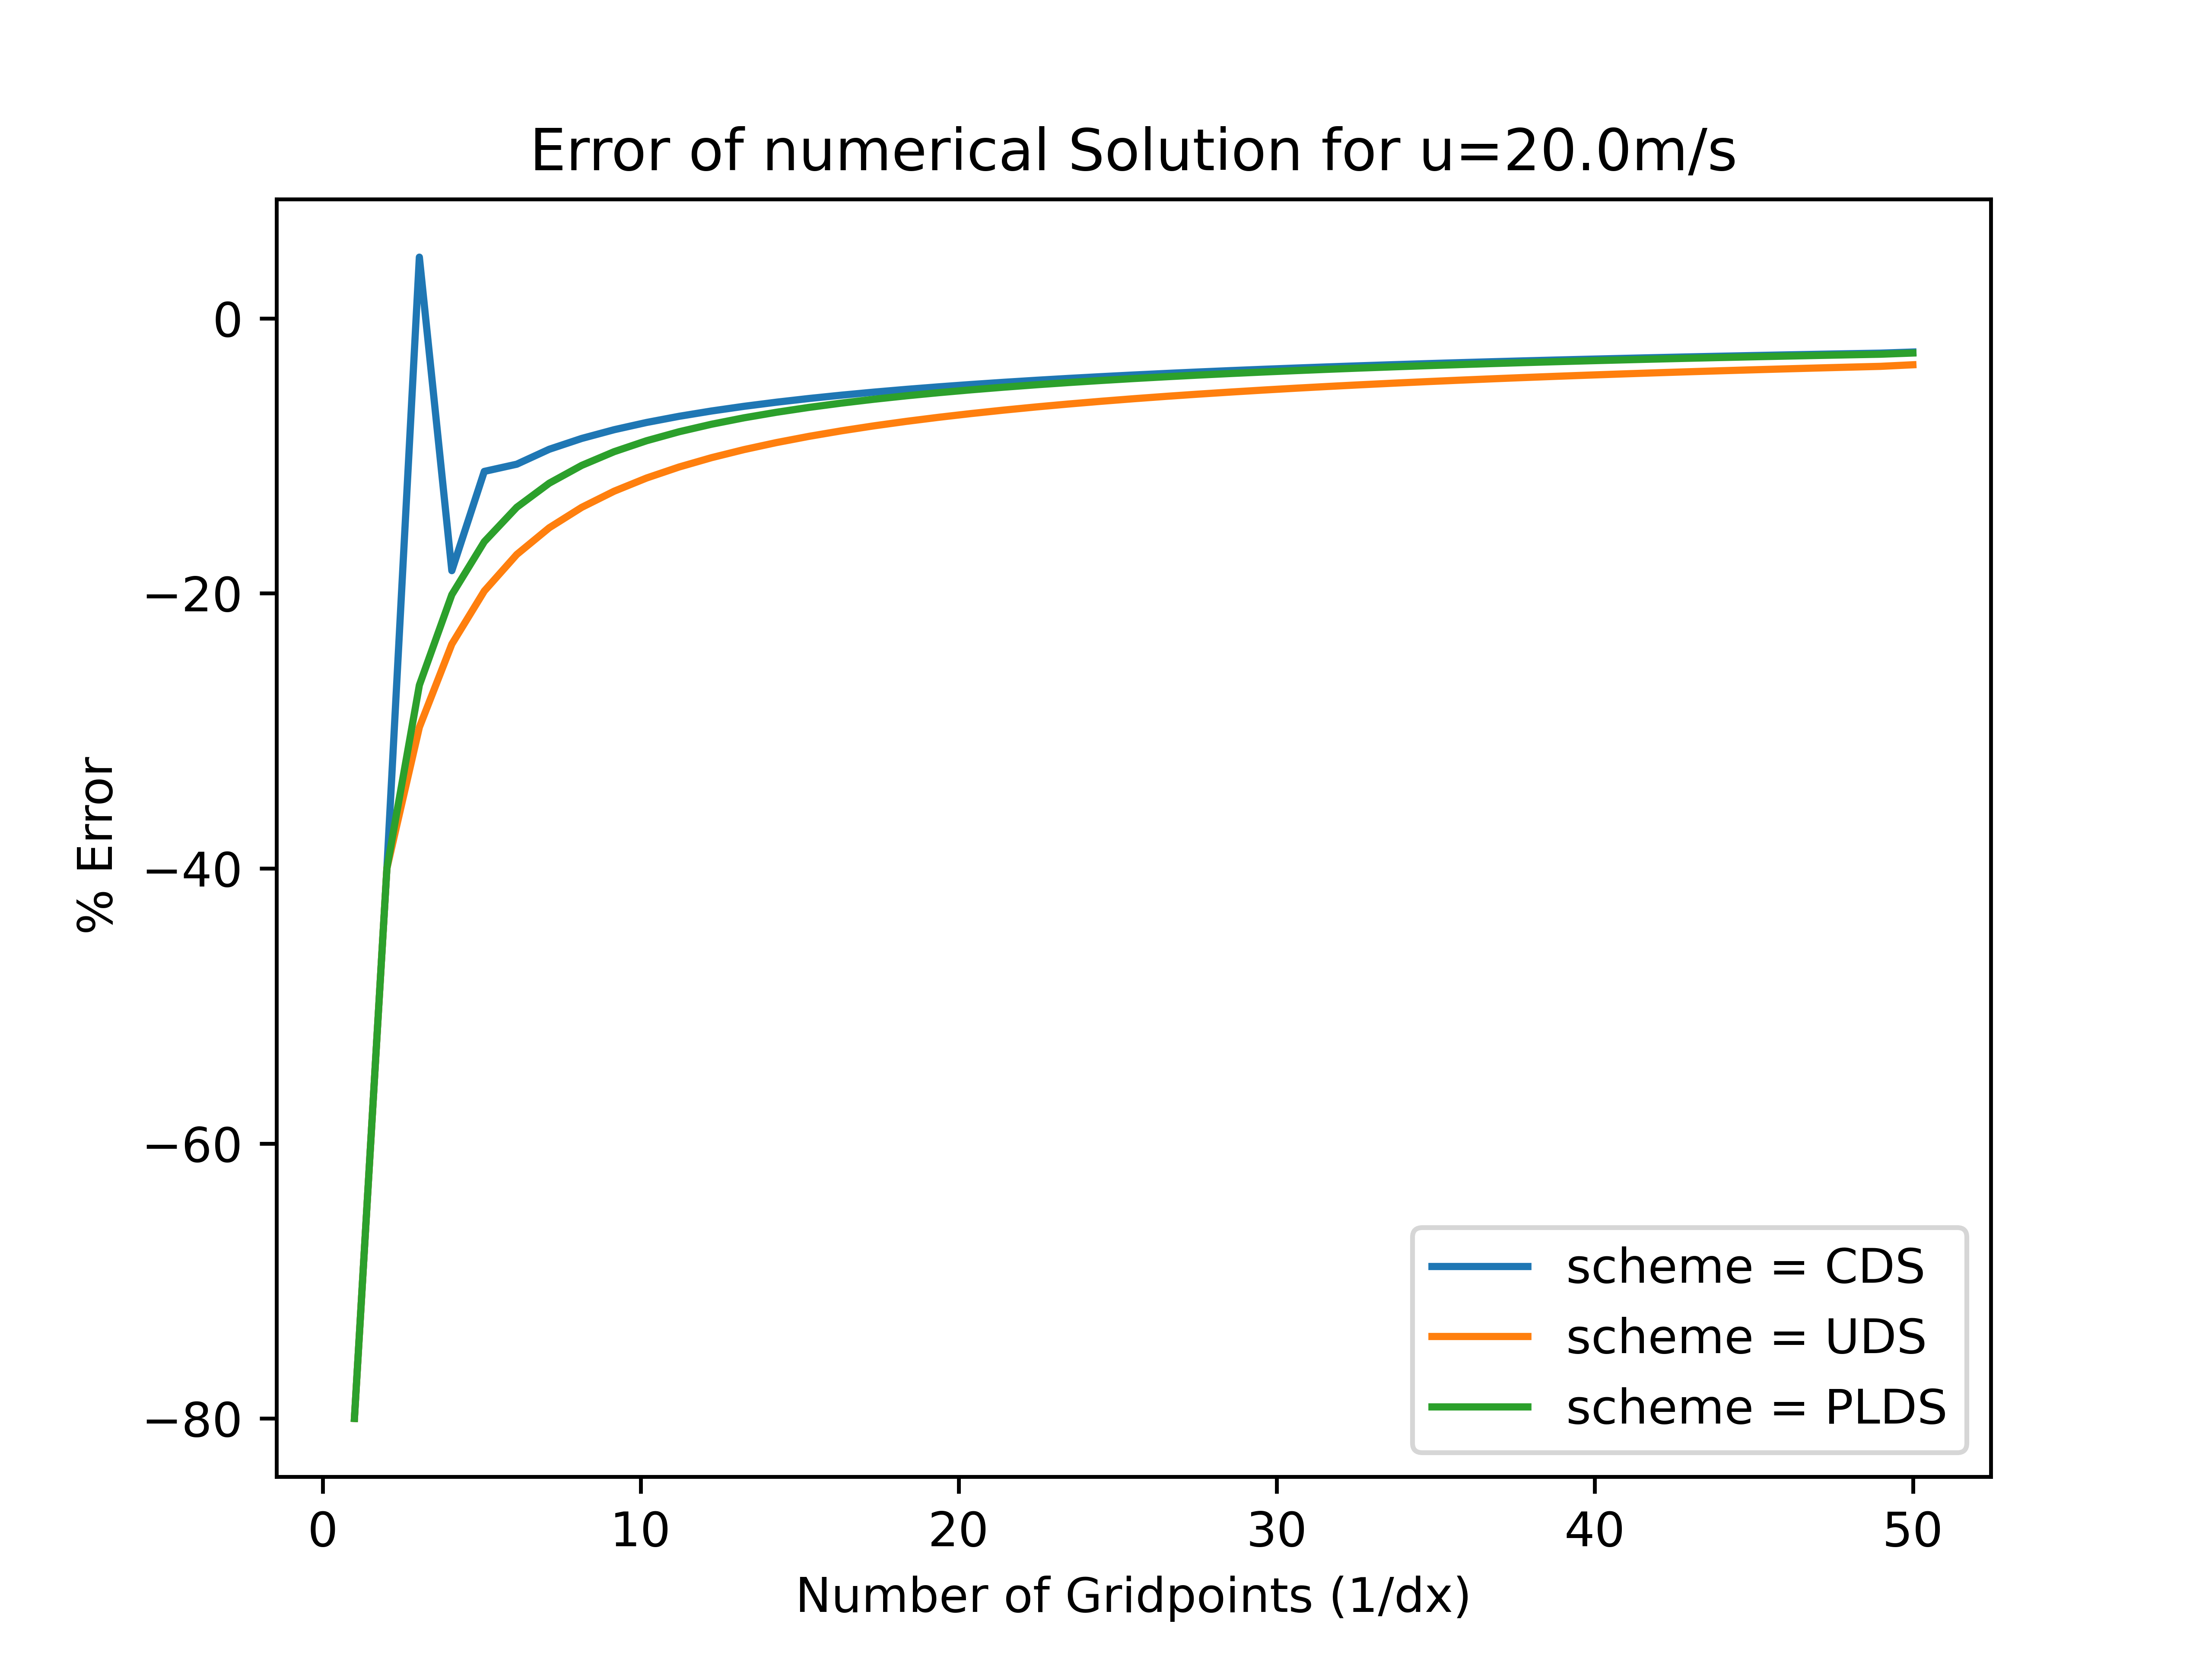 Error of numerical Solution for u=20.0m/s
% Error
0
−20
−40
−60
−80
scheme = CDS
scheme = UDS
scheme = PLDS
0 10 20 30 40 50
Number of Gridpoints (1/dx)